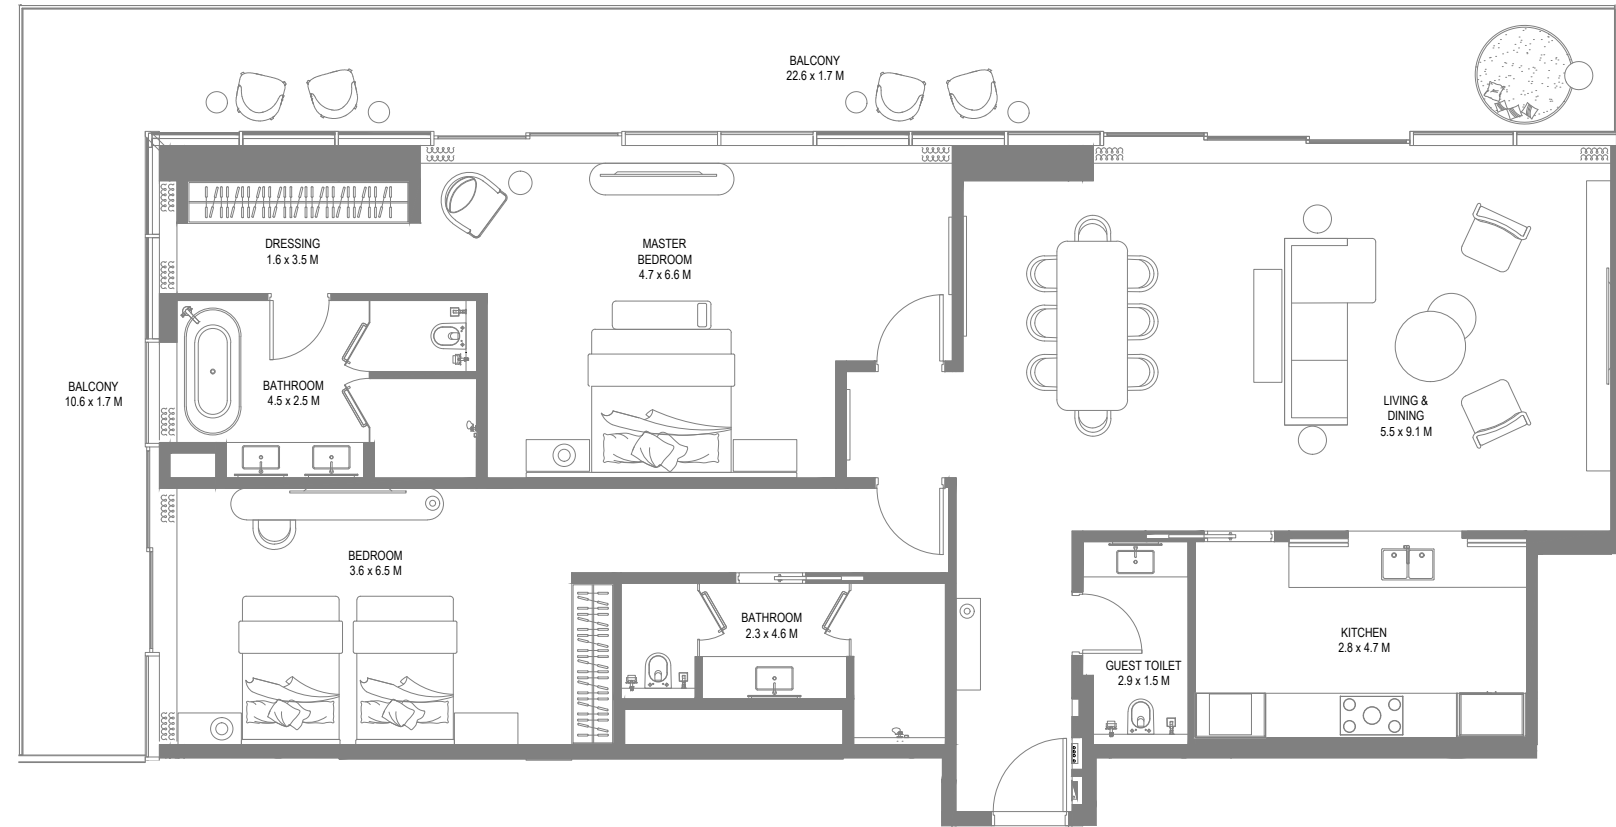 BALCONY
22.6 x 1.7 M
DRESSING
1.6 x 3.5 M
MASTER
BEDROOM
4.7 x 6.6 M
BALCONY
10.6 x 1.7 M
BATHROOM
4.5 x 2.5 M
LIVING &
DINING
5.5 x 9.1 M
BEDROOM
3.6 x 6.5 M
BATHROOM
2.3 x 4.6 M
KITCHEN
2.8 x 4.7 M
GUEST TOILET
2.9 x 1.5 M